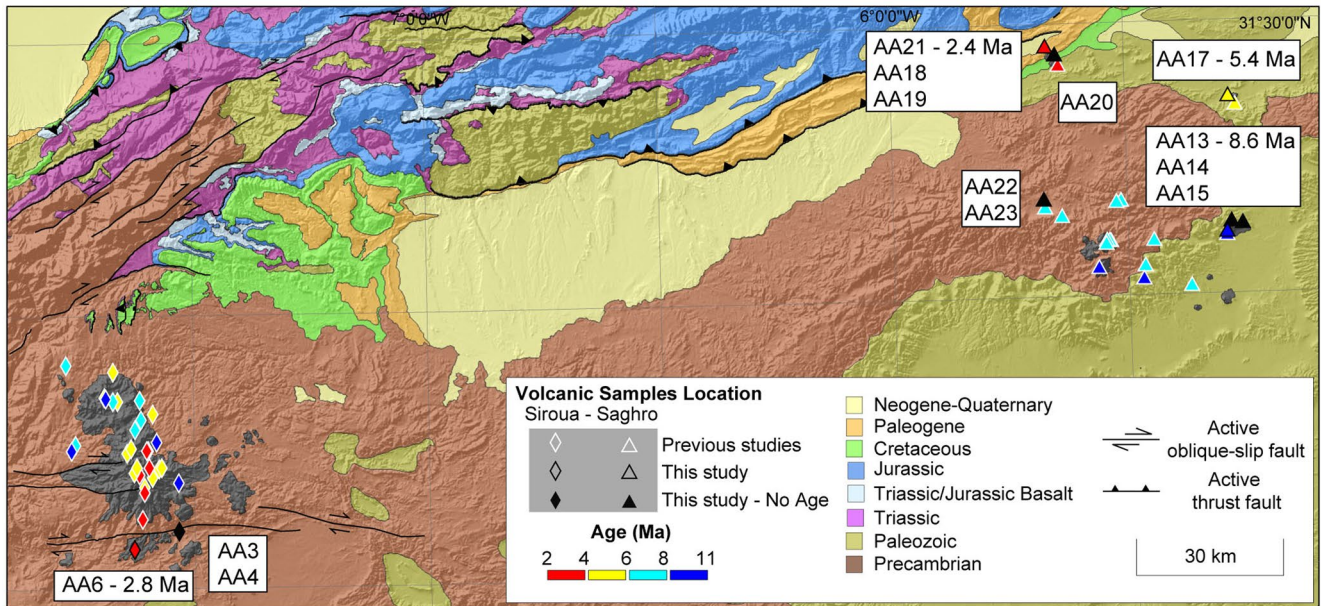 7°0'0"W
6°0'0"W
31°30'0"N
AA21 - 2.4 Ma
AA18
AA19
AA17 - 5.4 Ma
AA20
AA13 - 8.6 Ma
AA14
AA15
AA22
AA23
AA3
AA4
AA6 - 2.8 Ma
Volcanic Samples Location
Siroua - Saghro
Previous studies
This study
This study - No Age
Age (Ma)
2 4 6 8 11
Neogene-Quaternary
Paleogene
Cretaceous
Jurassic
Triassic/Jurassic Basalt
Triassic
Paleozoic
Precambrian
Active
oblique-slip fault
Active
thrust fault
30 km